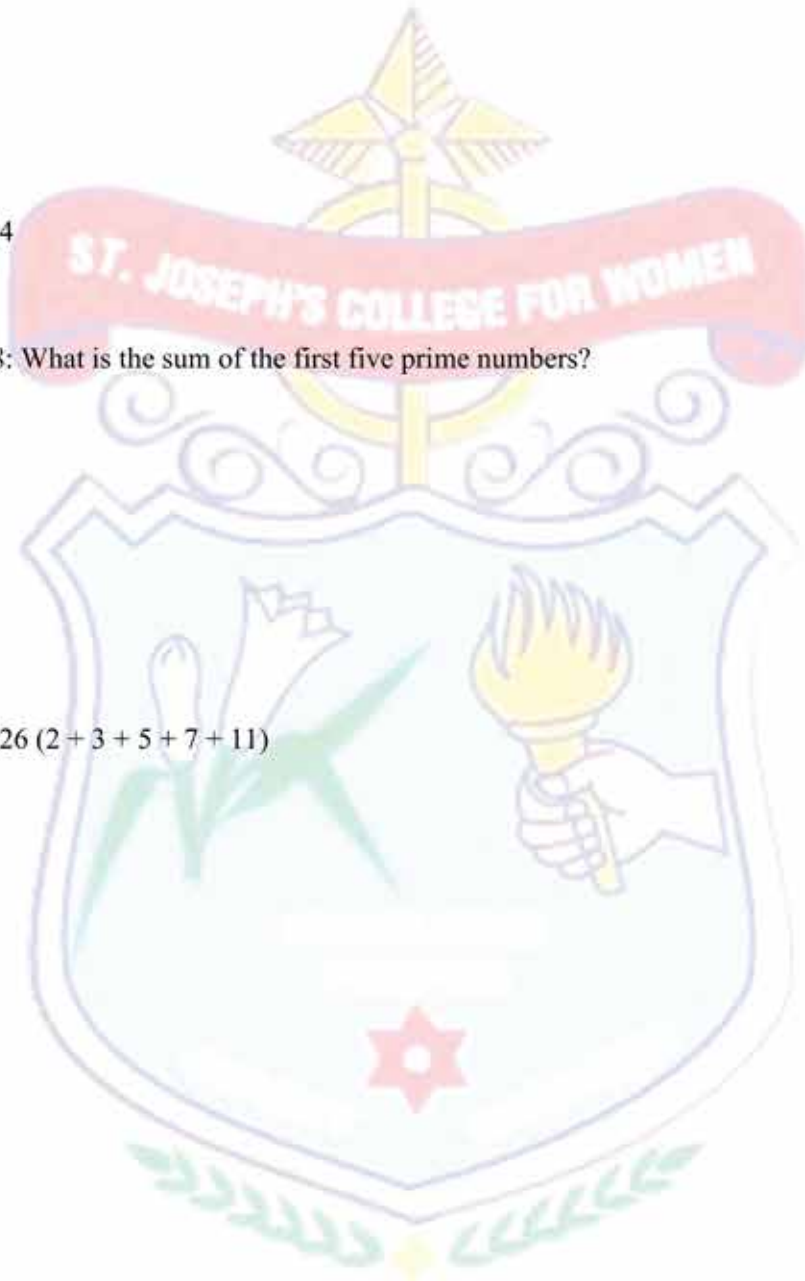 4
ST. JOSEPH'S COLLEGE FOR WOMEN
8: What is the sum of the first five prime numbers?
26 (2 + 3 + 5 + 7 + 11)